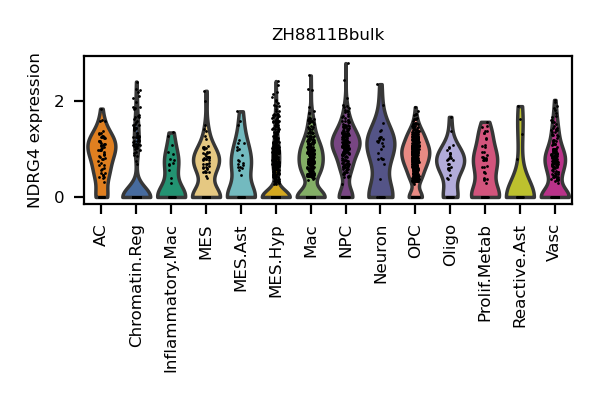 ZH8811Bbulk
NDRG4 expression
2
0
AC
Chromatin.Reg
Inflammatory.Mac
MES
MES.Ast
MES.Hyp
Mac
NPC
Neuron
OPC
Oligo
Prolif.Metab
Reactive.Ast
Vasc